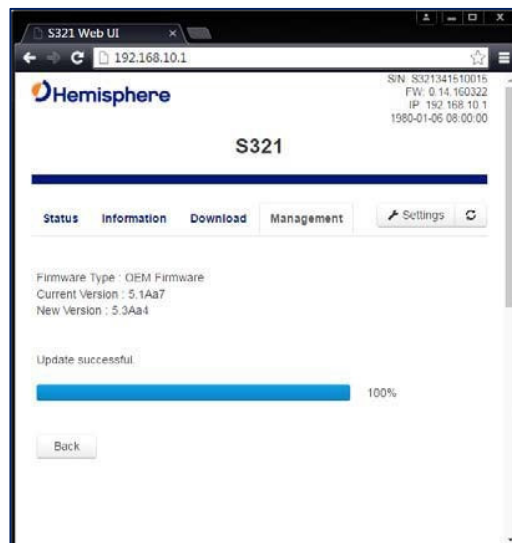 S321 Web UI
192.168.10.1
Hemisphere
S/N: S321341510015
FW: 0.14.160322
IP: 192.168.10.1
1980-01-06 08:00:00
S321
Status Information Download Management Settings
Firmware Type : OEM Firmware
Current Version : 5.1Aa7
New Version : 5.3Aa4
Update successful.
100%
Back